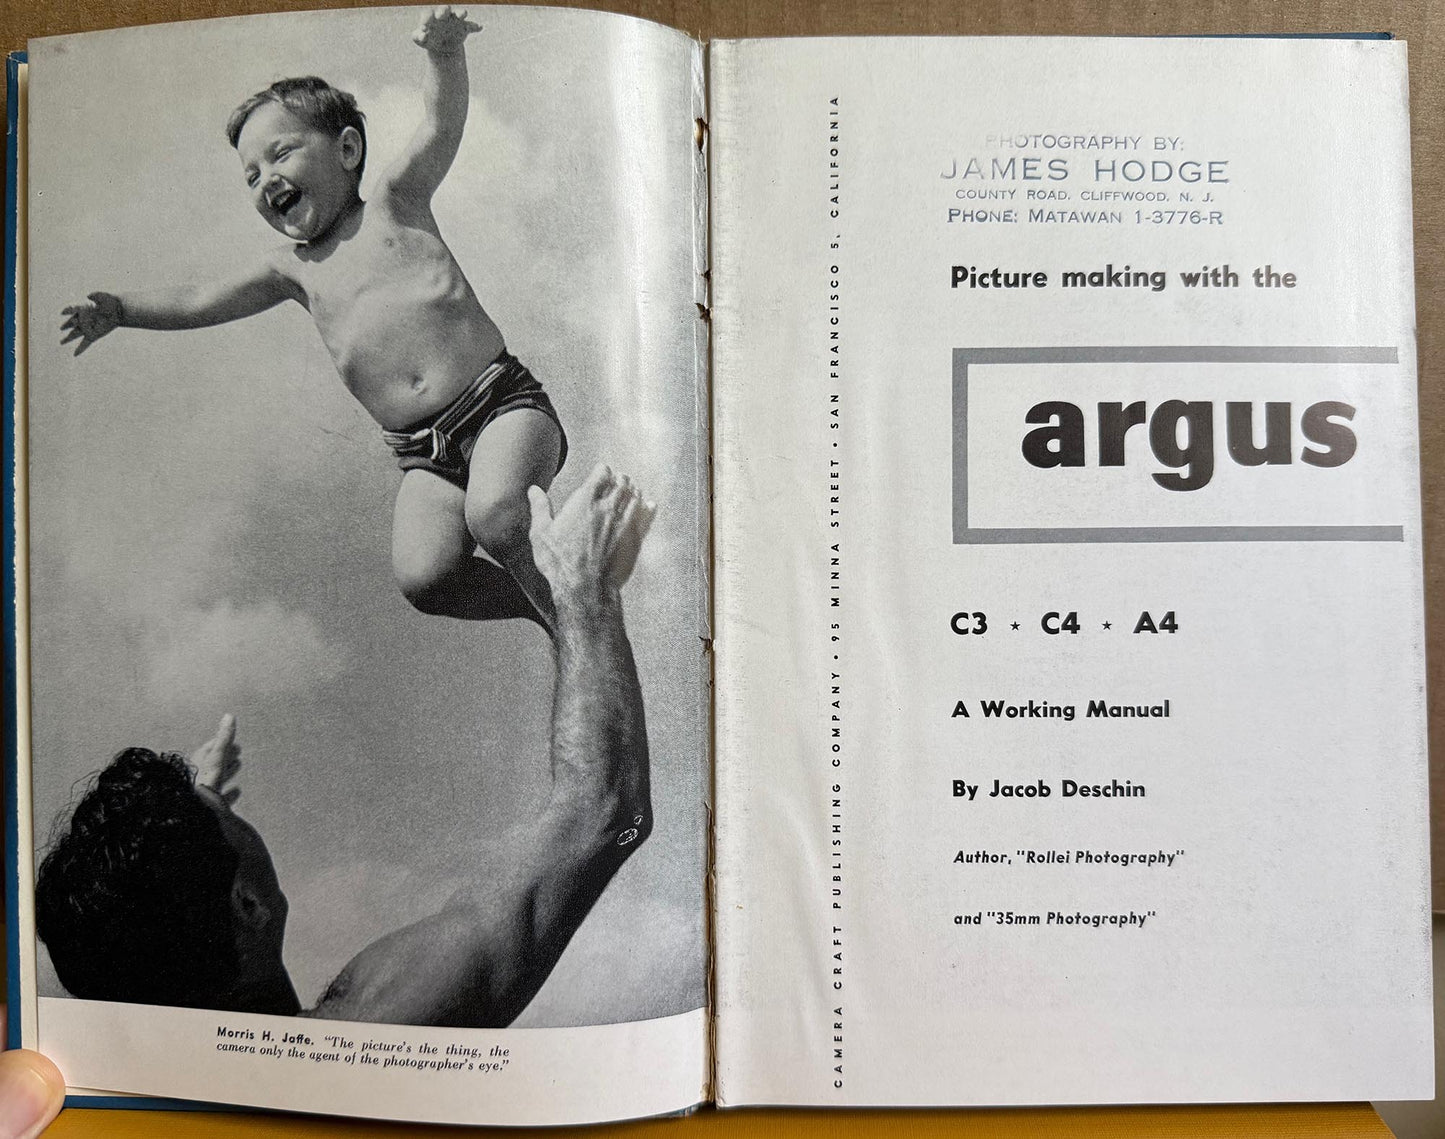 Morris H. Jaffe. "The picture's the thing, the
camera only the agent of the photographer's eye."
CAMERA CRAFT PUBLISHING COMPANY • 95 MINNA STREET • SAN FRANCISCO 5, CALIFORNIA
PHOTOGRAPHY BY:
JAMES HODGE
COUNTY ROAD, CLIFFWOOD, N. J.
PHONE: MATAWAN 1-3776-R
Picture making with the
argus
C3 ★ C4 ★ A4
A Working Manual
By Jacob Deschin
Author, "Rollei Photography"
and "35mm Photography"